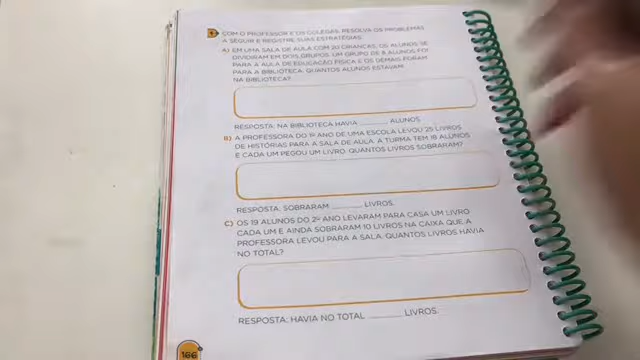 COM O PROFESSOR E OS COLEGAS, RESOLVA OS PROBLEMAS
A SEGUIR E REGISTRE SUAS ESTRATÉGIAS.
A) EM UMA SALA DE AULA COM 20 CRIANÇAS, OS ALUNOS SE
DIVIDIRAM EM DOIS GRUPOS. UM GRUPO DE 8 ALUNOS FOI
PARA A AULA DE EDUCAÇÃO FÍSICA E OS DEMAIS FORAM
PARA A BIBLIOTECA. QUANTOS ALUNOS ESTAVAM
NA BIBLIOTECA?
RESPOSTA: NA BIBLIOTECA HAVIA ______ ALUNOS.
B) A PROFESSORA DO 1º ANO DE UMA ESCOLA LEVOU 25 LIVROS
DE HISTÓRIAS PARA A SALA DE AULA. A TURMA TEM 18 ALUNOS
E CADA UM PEGOU UM LIVRO. QUANTOS LIVROS SOBRARAM?
RESPOSTA: SOBRARAM ______ LIVROS.
C) OS 19 ALUNOS DO 2º ANO LEVARAM PARA CASA UM LIVRO
CADA UM E AINDA SOBRARAM 10 LIVROS NA CAIXA QUE A
PROFESSORA LEVOU PARA A SALA. QUANTOS LIVROS HAVIA
NO TOTAL?
RESPOSTA: HAVIA NO TOTAL ______ LIVROS.
166